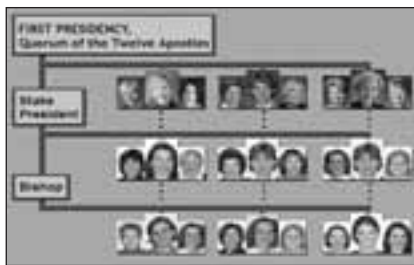 FIRST PRESIDENCY,
Quorum of the Twelve Apostles
Stake
President
Bishop